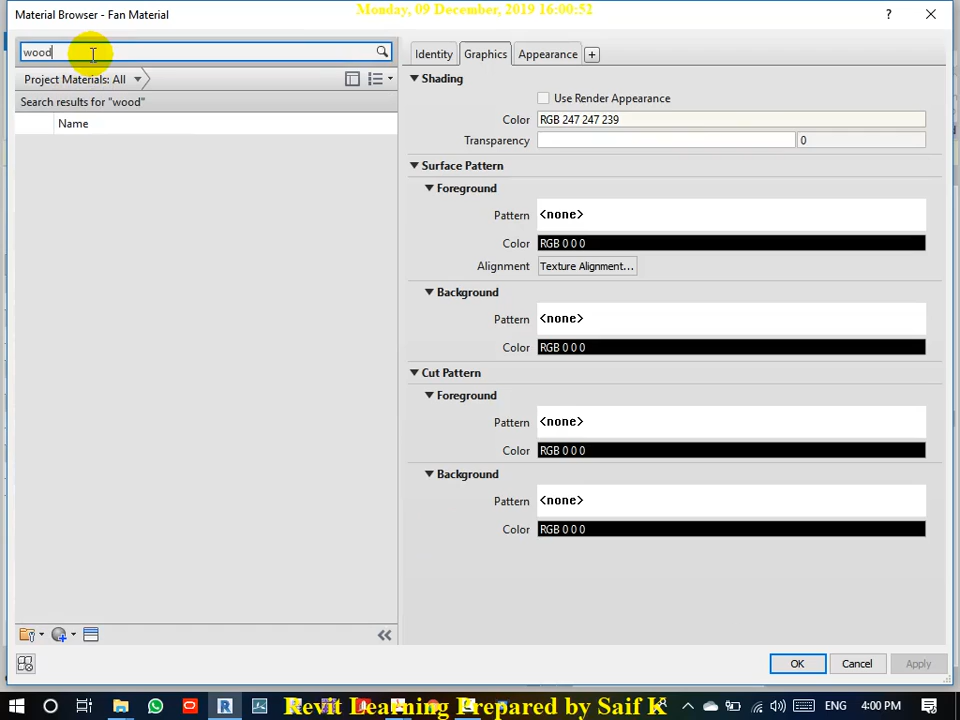 Monday, 09 December, 2019 16:00:52
Material Browser - Fan Material
?
wood
Project Materials: All
Search results for "wood"
Name
Identity
Graphics
Appearance
Shading
Use Render Appearance
Color
RGB 247 247 239
Transparency
0
Surface Pattern
Foreground
Pattern
<none>
Color
RGB 0 0 0
Alignment
Texture Alignment...
Background
Pattern
<none>
Color
RGB 0 0 0
Cut Pattern
Foreground
Pattern
<none>
Color
RGB 0 0 0
Background
Pattern
<none>
Color
RGB 0 0 0
OK
Cancel
Apply
Revit Learning Prepared by Saif K
ENG
4:00 PM